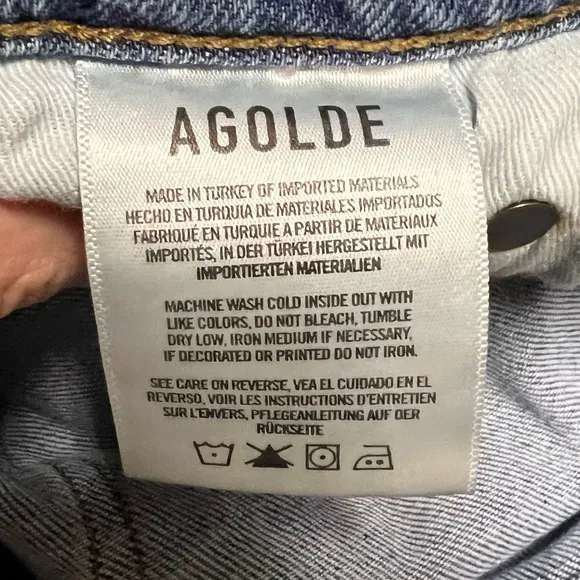 AGOLDE
MADE IN TURKEY OF IMPORTED MATERIALS
HECHO EN TURQUIA DE MATERIALES IMPORTADOS
FABRIQUÉ EN TURQUIE A PARTIR DE MATERIAUX
IMPORTÉS, IN DER TÜRKEI HERGESTELLT MIT
IMPORTIERTEN MATERIALIEN
MACHINE WASH COLD INSIDE OUT WITH
LIKE COLORS, DO NOT BLEACH, TUMBLE
DRY LOW, IRON MEDIUM IF NECESSARY,
IF DECORATED OR PRINTED DO NOT IRON.
SEE CARE ON REVERSE, VEA EL CUIDADO EN EL
REVERSO, VOIR LES INSTRUCTIONS D'ENTRETIEN
SUR L'ENVERS, PFLEGEANLEITUNG AUF DER
RÜCKSEITE